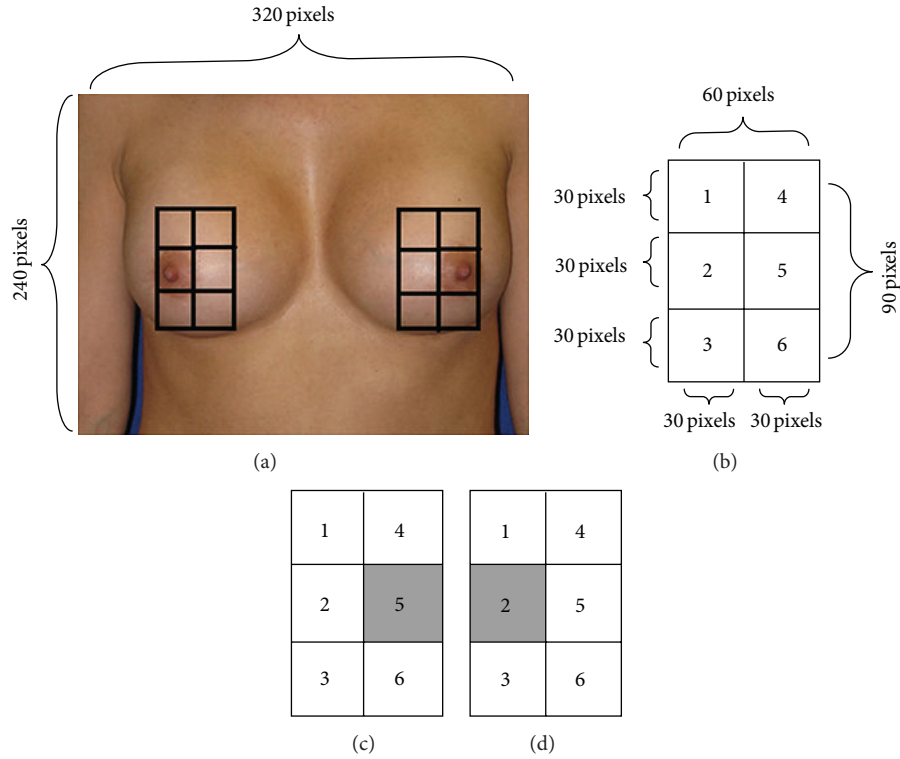 320 pixels
240 pixels
(a)
60 pixels
30 pixels
30 pixels
30 pixels
1 4
2 5
3 6
90 pixels
30 pixels 30 pixels
(b)
1 4
2 5
3 6
(c)
1 4
2 5
3 6
(d)